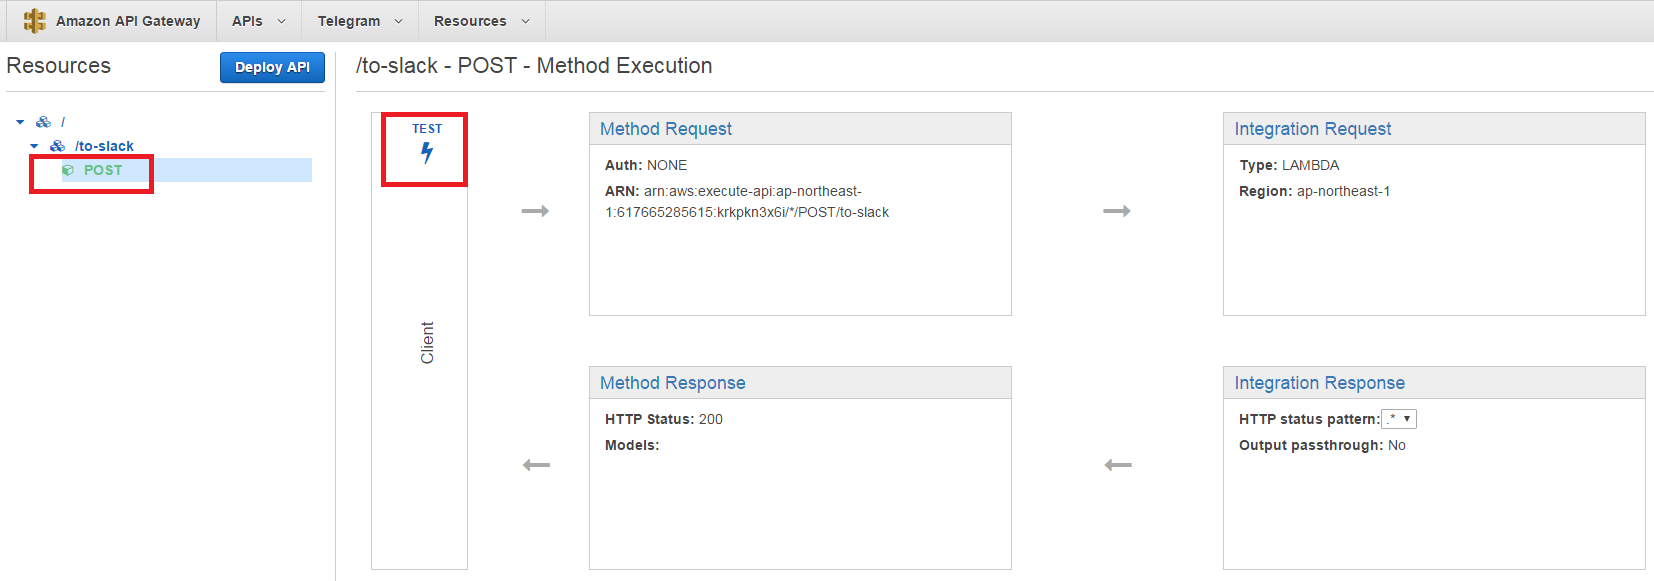 Amazon API Gateway
APIs
Telegram
Resources
Resources
Deploy API
/to-slack - POST - Method Execution
/
/to-slack
POST
TEST
Client
Method Request
Auth: NONE
ARN: arn:aws:execute-api:ap-northeast-
1:617665285615:krkpkn3x6i/*/POST/to-slack
Integration Request
Type: LAMBDA
Region: ap-northeast-1
Method Response
HTTP Status: 200
Models:
Integration Response
HTTP status pattern: .*
Output passthrough: No